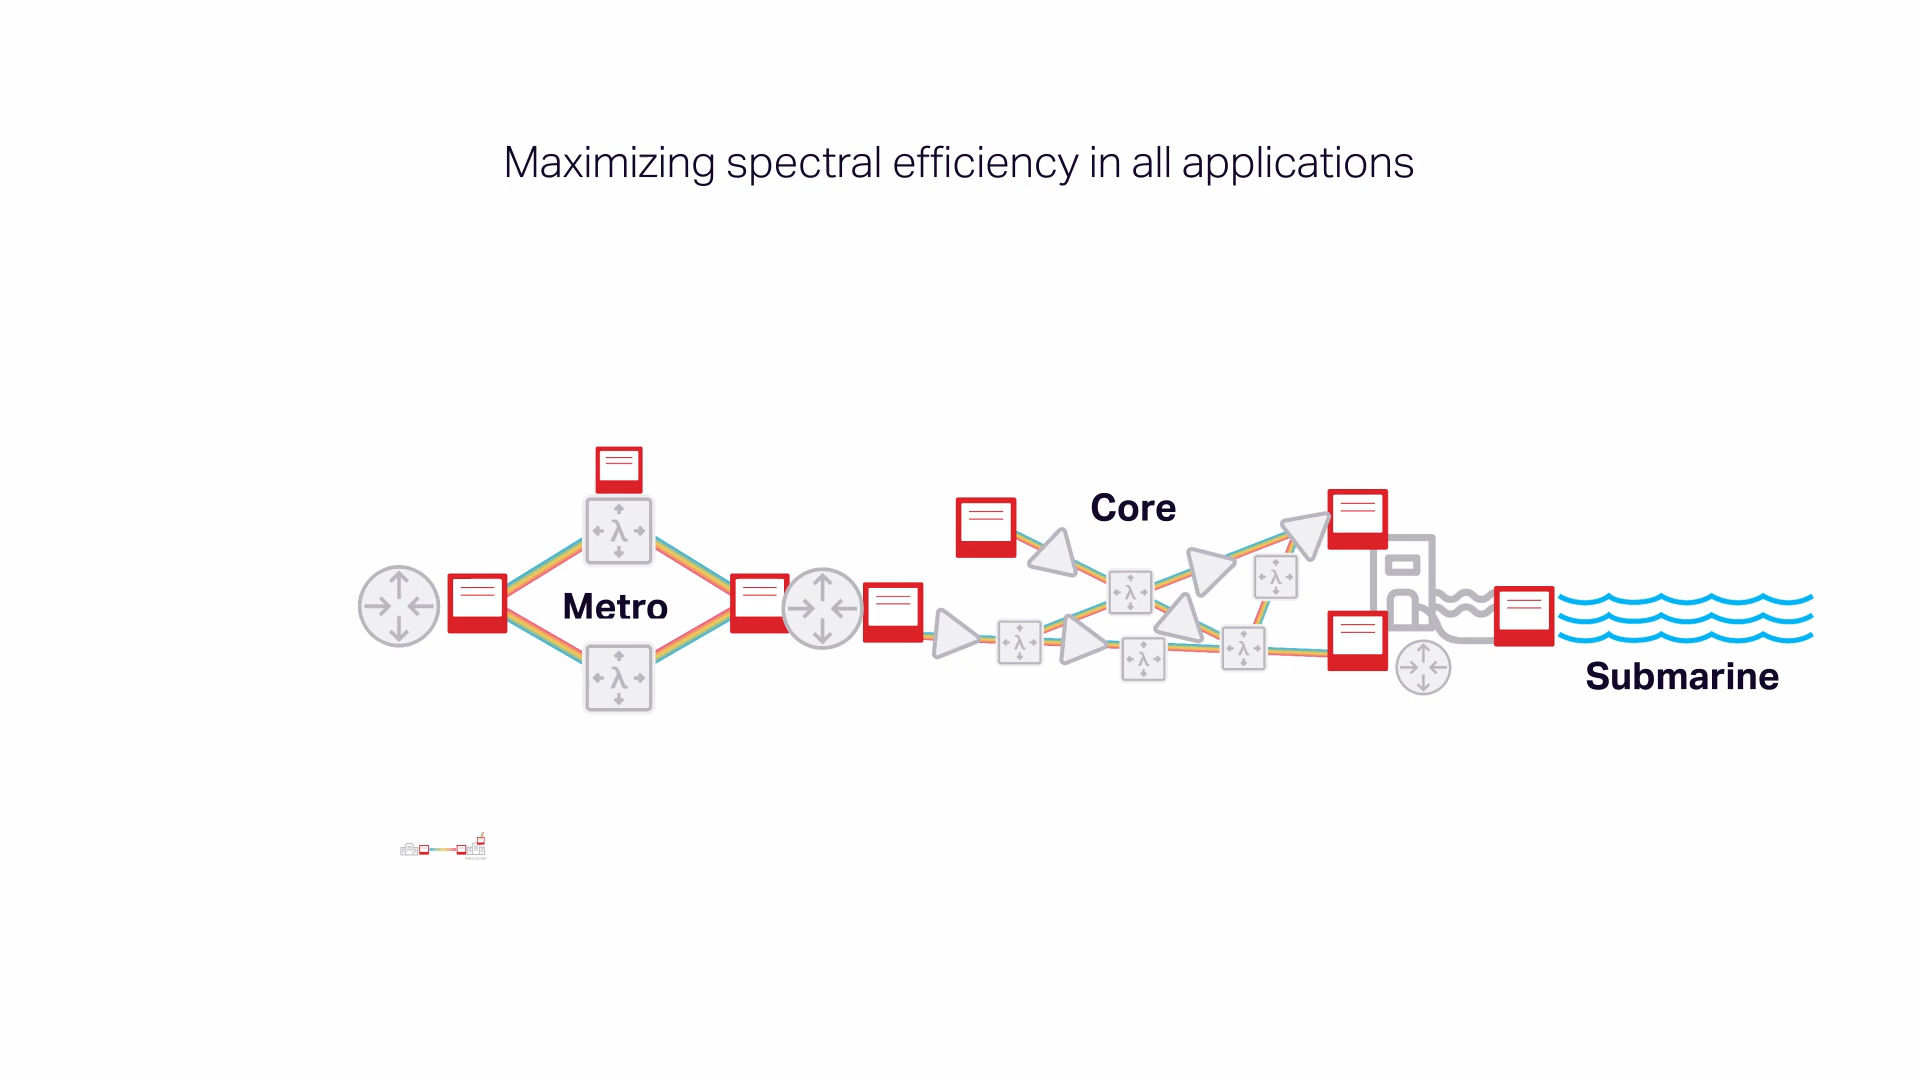 Maximizing spectral efficiency in all applications
Core
Metro
Submarine
λ
λ
λ
λ
λ
λ
λ